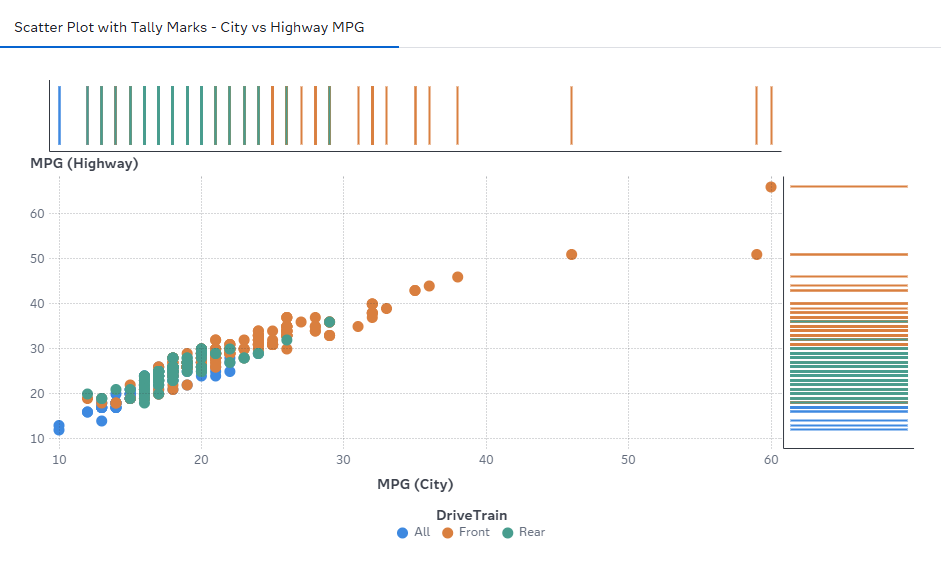 Scatter Plot with Tally Marks - City vs Highway MPG
MPG (Highway)
60
50
40
30
20
10
10 20 30 40 50 60
MPG (City)
DriveTrain
All Front Rear